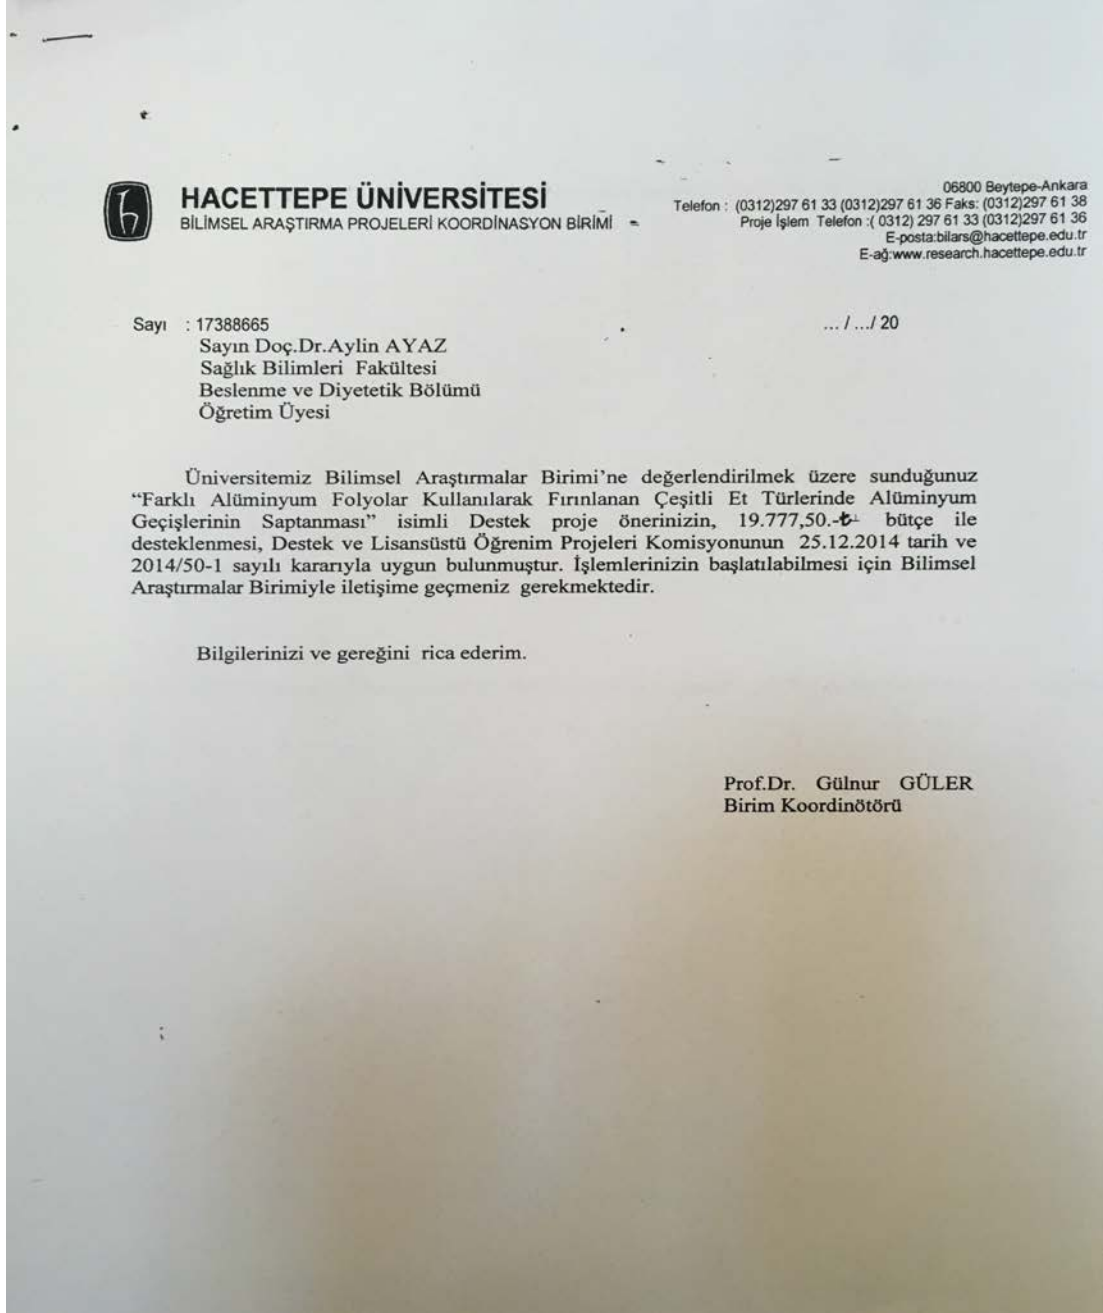 HACETTEPE ÜNİVERSİTESİ
BİLİMSEL ARAŞTIRMA PROJELERİ KOORDİNASYON BİRİMİ
06800 Beytepe-Ankara
Telefon : (0312)297 61 33 (0312)297 61 36 Faks: (0312)297 61 38
Proje İşlem Telefon :( 0312) 297 61 33 (0312)297 61 36
E-posta:bilars@hacettepe.edu.tr
E-ağ:www.research.hacettepe.edu.tr
Sayı : 17388665 ... / .../ 20
Sayın Doç.Dr.Aylin AYAZ
Sağlık Bilimleri Fakültesi
Beslenme ve Diyetetik Bölümü
Öğretim Üyesi
Üniversitemiz Bilimsel Araştırmalar Birimi’ne değerlendirilmek üzere sunduğunuz
“Farklı Alüminyum Folyolar Kullanılarak Fırınlanan Çeşitli Et Türlerinde Alüminyum
Geçişlerinin Saptanması” isimli Destek proje önerinizin, 19.777,50.-₺ bütçe ile
desteklenmesi, Destek ve Lisansüstü Öğrenim Projeleri Komisyonunun 25.12.2014 tarih ve
2014/50-1 sayılı kararıyla uygun bulunmuştur. İşlemlerinizin başlatılabilmesi için Bilimsel
Araştırmalar Birimiyle iletişime geçmeniz gerekmektedir.
Bilgilerinizi ve gereğini rica ederim.
Prof.Dr. Gülnur GÜLER
Birim Koordinötörü